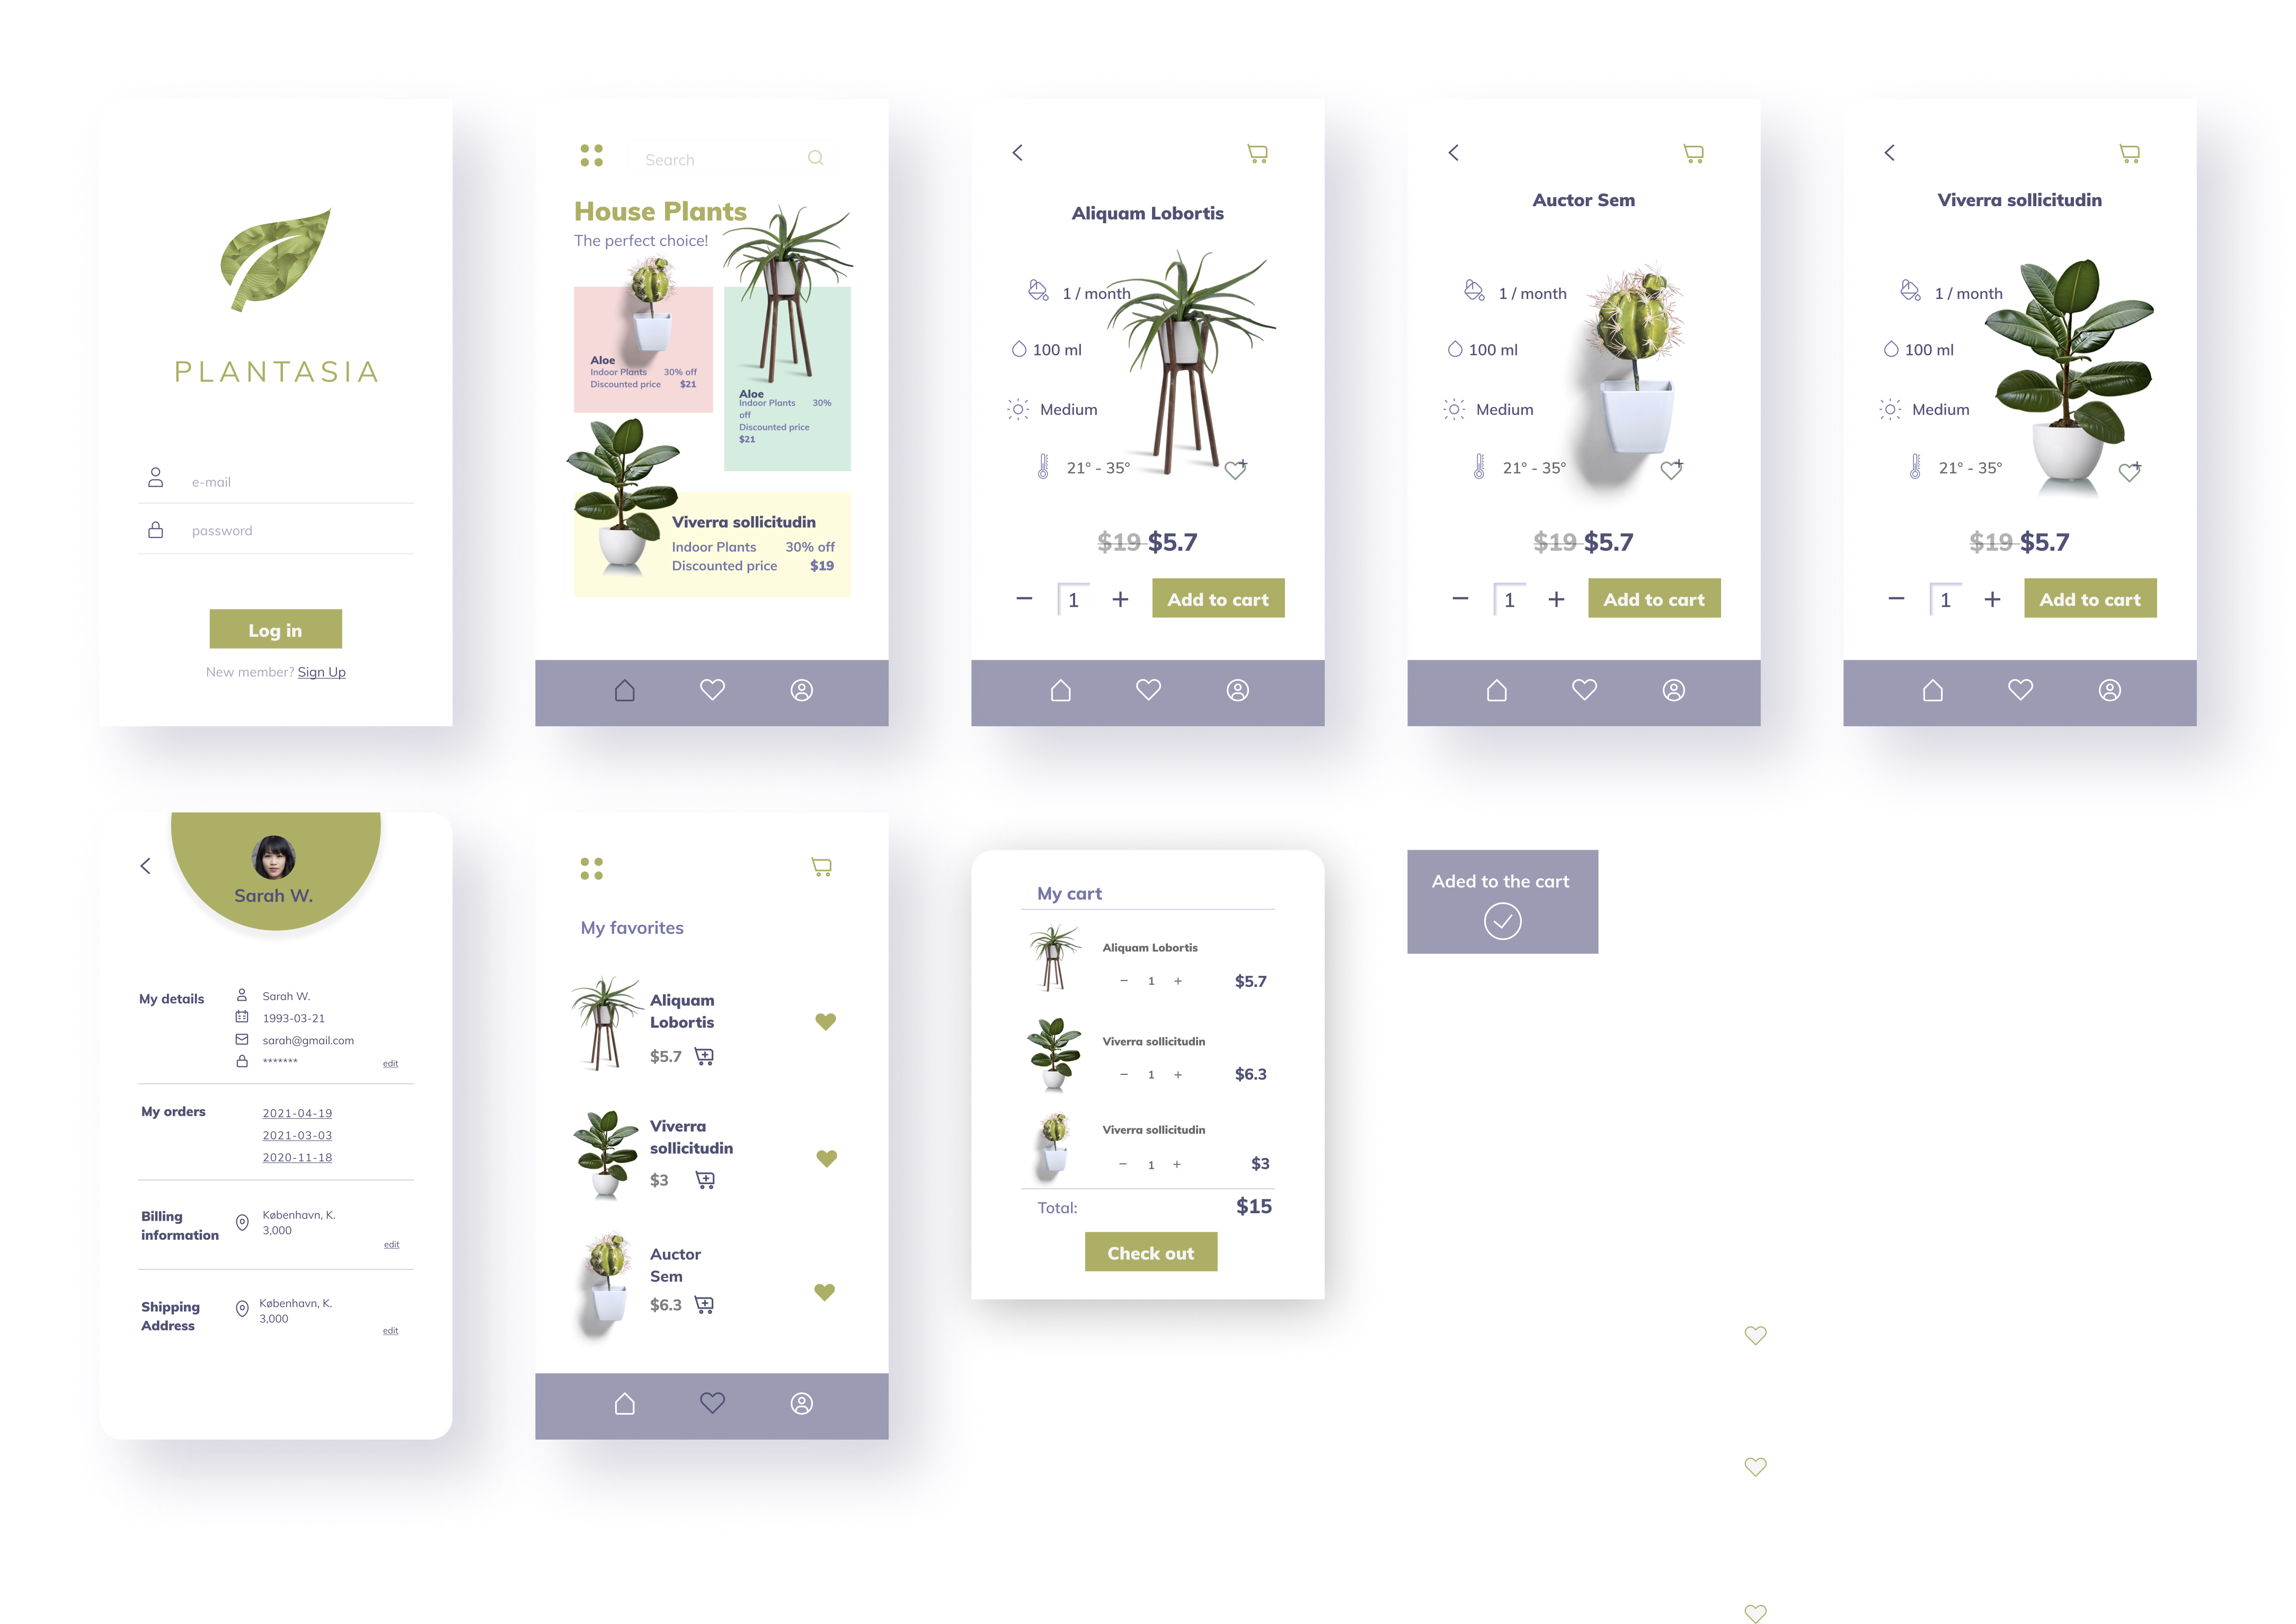 PLANTASIA
e-mail
password
Log in
New member? Sign Up
Search
House Plants
The perfect choice!
Aloe
Indoor Plants 30% off
Discounted price $21
Aloe
Indoor Plants 30%
off
Discounted price
$21
Viverra sollicitudin
Indoor Plants 30% off
Discounted price $19
Aliquam Lobortis
1 / month
100 ml
Medium
21° - 35°
$19 $5.7
1
Add to cart
Auctor Sem
1 / month
100 ml
Medium
21° - 35°
$19 $5.7
1
Add to cart
Viverra sollicitudin
1 / month
100 ml
Medium
21° - 35°
$19 $5.7
1
Add to cart
Sarah W.
My details
Sarah W.
1993-03-21
sarah@gmail.com
*******
edit
My orders
2021-04-19
2021-03-03
2020-11-18
Billing
information
København, K.
3,000
edit
Shipping
Address
København, K.
3,000
edit
My favorites
Aliquam
Lobortis
$5.7
Viverra
sollicitudin
$3
Auctor
Sem
$6.3
My cart
Aliquam Lobortis
− 1 + $5.7
Viverra sollicitudin
− 1 + $6.3
Viverra sollicitudin
− 1 + $3
Total: $15
Check out
Aded to the cart